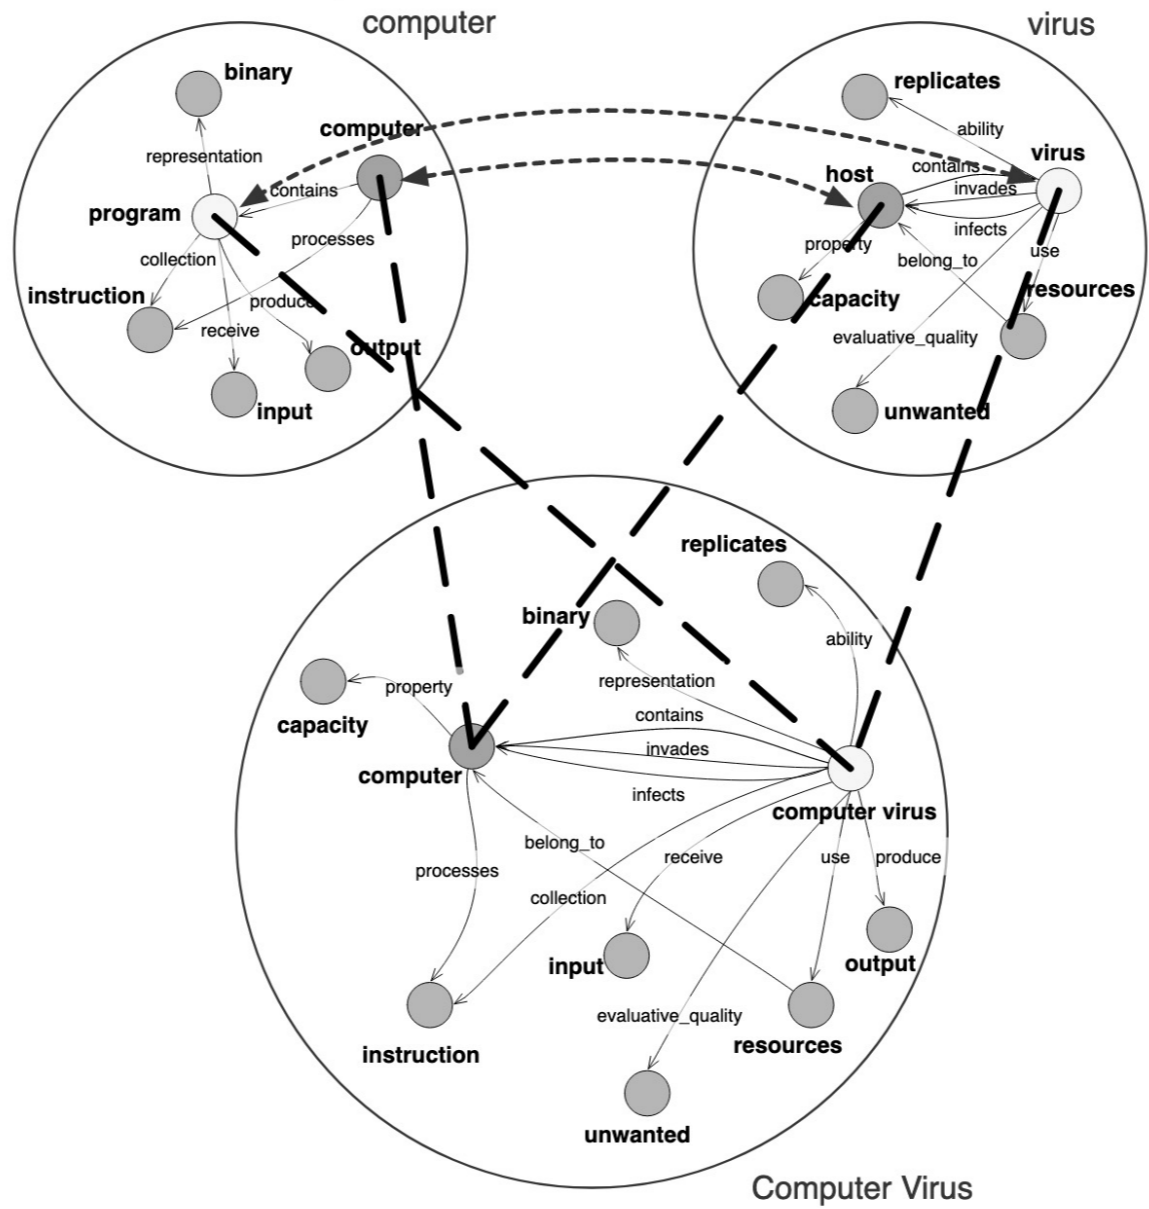 computer
virus
binary
computer
representation
contains
program
processes
collection
instruction
produce
receive
output
input
replicates
ability
virus
contains
host
invades
infects
property
belong_to
use
capacity
resources
evaluative_quality
unwanted
replicates
binary
ability
representation
property
contains
capacity
invades
computer
infects
computer virus
belong_to
receive
use
produce
processes
collection
input
output
evaluative_quality
resources
instruction
unwanted
Computer Virus